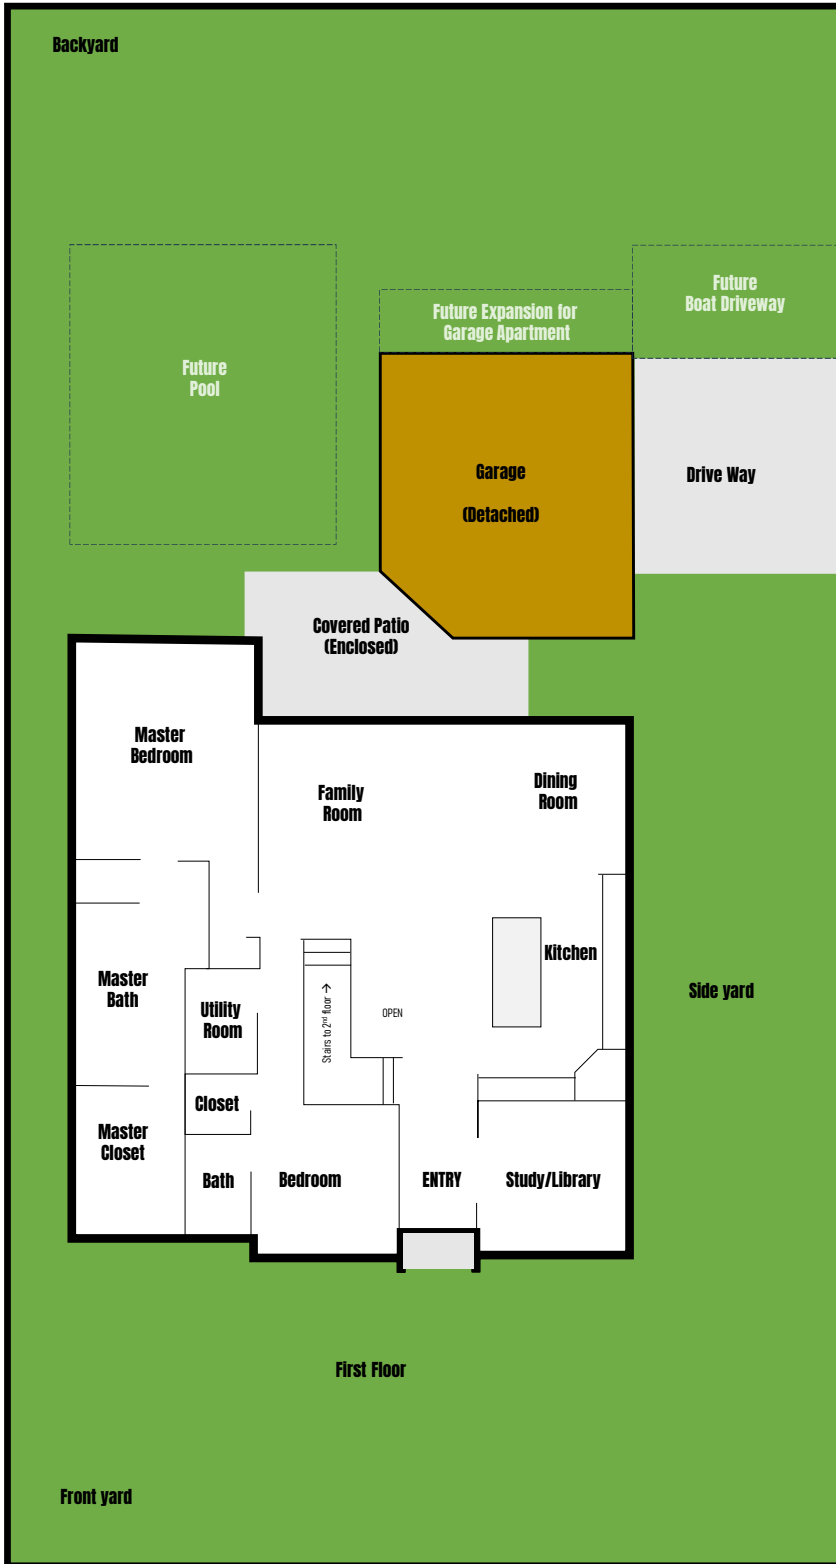 Backyard
Future
Boat Driveway
Future Expansion for
Garage Apartment
Future
Pool
Garage
(Detached)
Drive Way
Covered Patio
(Enclosed)
Master
Bedroom
Family
Room
Dining
Room
Kitchen
Master
Bath
Side yard
Utility
Room
Stairs to 2nd floor →
OPEN
Closet
Master
Closet
Bath
Bedroom
ENTRY
Study/Library
First Floor
Front yard